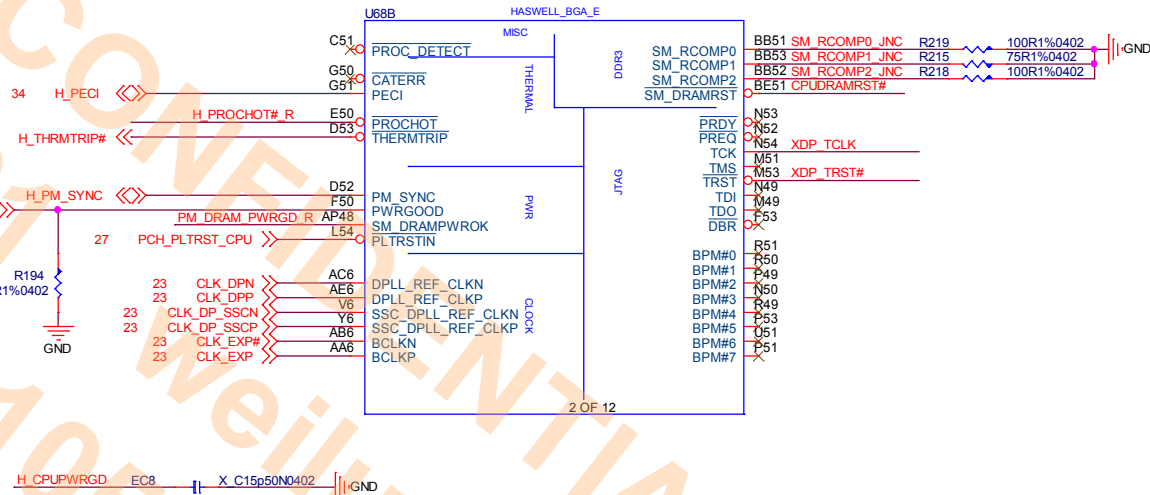 U68B
HASWELL_BGA_E
MISC
THERMAL
PWR
CLOCK
DDR3
JTAG
C51 PROC_DETECT
G50 CATERR
34 H_PECI G51 PECI
H_PROCHOT#_R E50 PROCHOT
H_THRMTRIP# D53 THERMTRIP
H_PM_SYNC D52 PM_SYNC
F50 PWRGOOD
PM_DRAM_PWRGD_R AP48 SM_DRAMPWROK
27 PCH_PLTRST_CPU L54 PLTRSTIN
R194
R1%0402
GND
23 CLK_DPN AC6 DPLL_REF_CLKN
23 CLK_DPP AE6 DPLL_REF_CLKP
23 CLK_DP_SSCN V6 SSC_DPLL_REF_CLKN
23 CLK_DP_SSCP Y6 SSC_DPLL_REF_CLKP
23 CLK_EXP# AB6 BCLKN
23 CLK_EXP AA6 BCLKP
SM_RCOMP0 BB51 SM_RCOMP0_JNC R219 100R1%0402
SM_RCOMP1 BB53 SM_RCOMP1_JNC R215 75R1%0402
SM_RCOMP2 BB52 SM_RCOMP2_JNC R218 100R1%0402
GND
SM_DRAMRST BE51 CPUDRAMRST#
PRDY N53
PREQ N52
TCK N54 XDP_TCLK
TMS M51
TRST M53 XDP_TRST#
TDI N49
TDO M49
DBR F53
BPM#0 R51
BPM#1 R50
BPM#2 P49
BPM#3 N50
BPM#4 R49
BPM#5 P53
BPM#6 U51
BPM#7 P51
2 OF 12
H_CPUPWRGD EC8 X_C15p50N0402 GND
CONFIDENTIA
weil